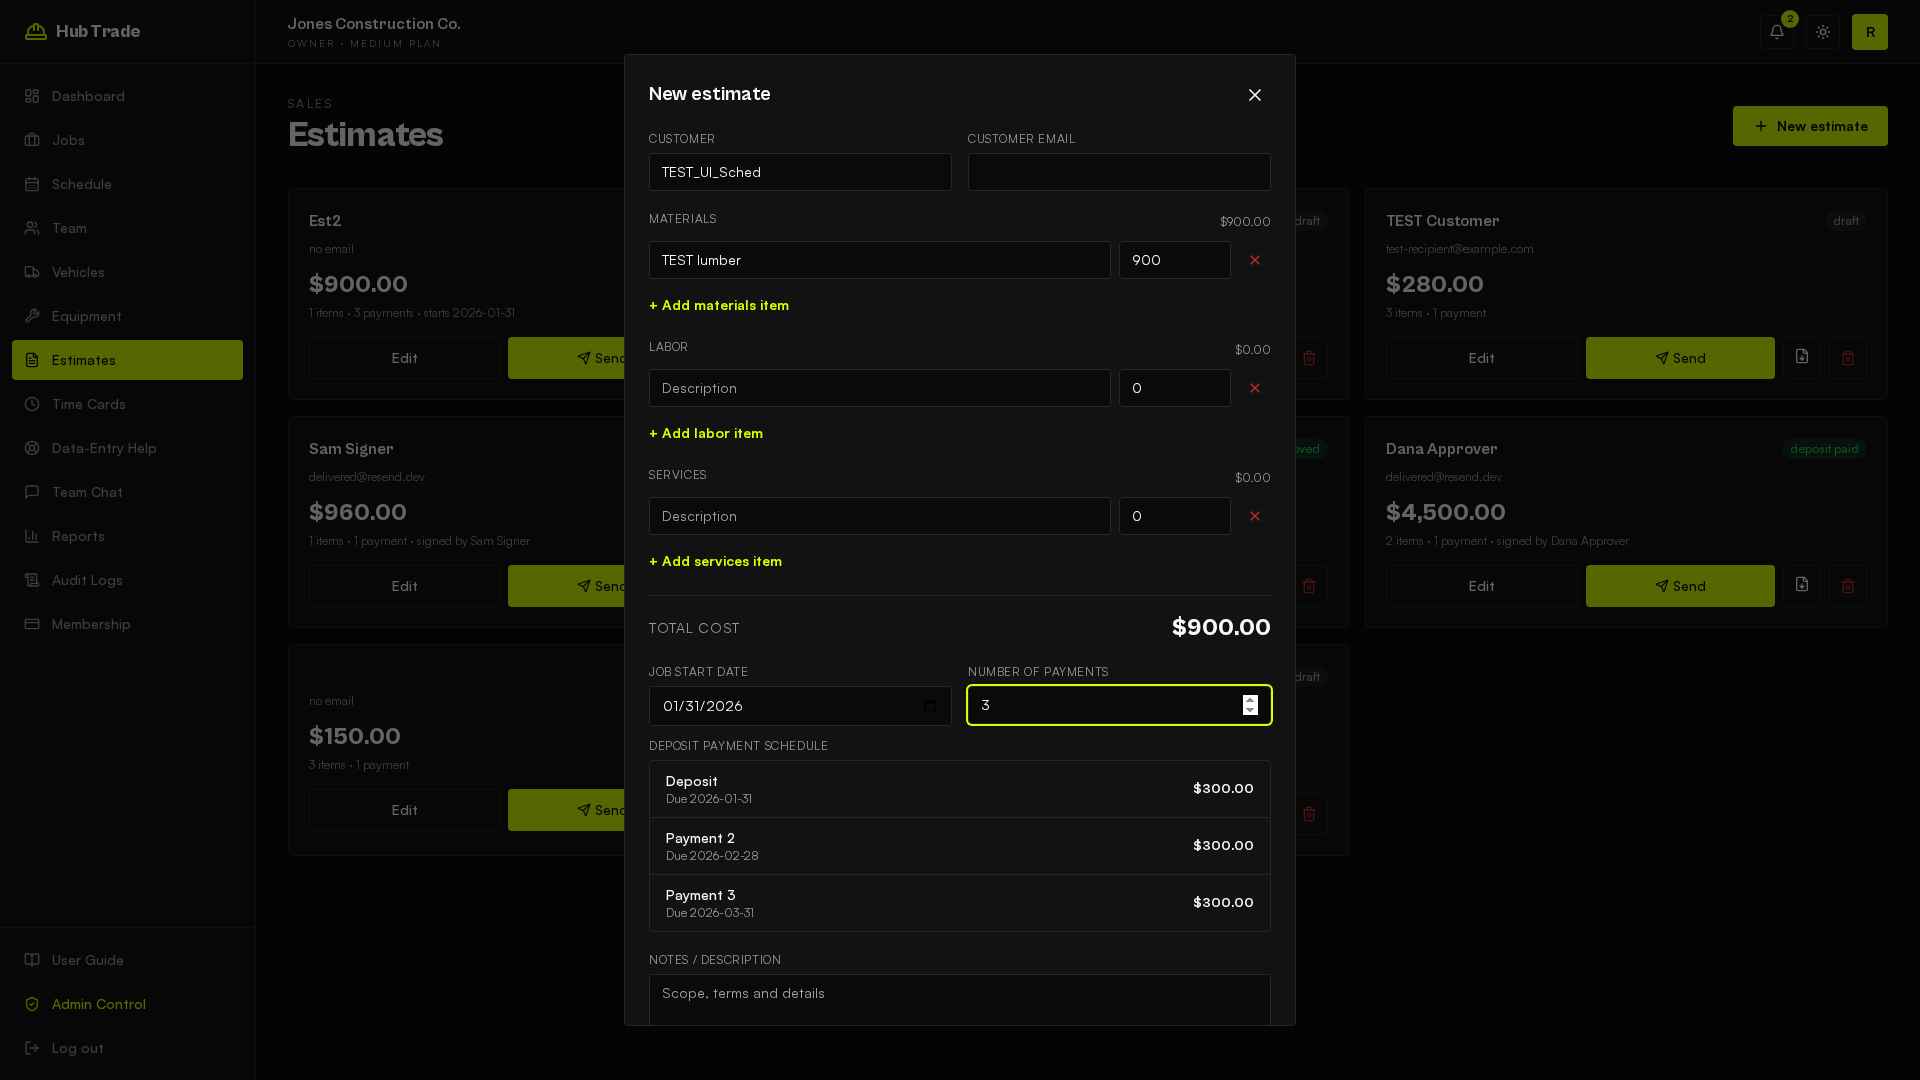 Hub Trade
Jones Construction Co.
OWNER • MEDIUM PLAN
2
R
Dashboard
Jobs
Schedule
Team
Vehicles
Equipment
Estimates
Time Cards
Data-Entry Help
Team Chat
Reports
Audit Logs
Membership
User Guide
Admin Control
Log out
SALES
Estimates
+ New estimate
Est2
no email
$900.00
1 items • 3 payments • starts 2026-01-31
Edit
Send
draft
TEST Customer
draft
test-recipient@example.com
$280.00
3 items • 1 payment
Edit
Send
Sam Signer
delivered@resend.dev
$960.00
1 items • 1 payment • signed by Sam Signer
Edit
Send
Dana Approver
deposit paid
delivered@resend.dev
$4,500.00
2 items • 1 payment • signed by Dana Approver
Edit
Send
no email
$150.00
3 items • 1 payment
Edit
Send
draft
New estimate
CUSTOMER
CUSTOMER EMAIL
TEST_UI_Sched
MATERIALS
$900.00
TEST lumber
900
+ Add materials item
LABOR
$0.00
Description
0
+ Add labor item
SERVICES
$0.00
Description
0
+ Add services item
TOTAL COST
$900.00
JOB START DATE
NUMBER OF PAYMENTS
01/31/2026
3
DEPOSIT PAYMENT SCHEDULE
Deposit
Due 2026-01-31
$300.00
Payment 2
Due 2026-02-28
$300.00
Payment 3
Due 2026-03-31
$300.00
NOTES / DESCRIPTION
Scope, terms and details